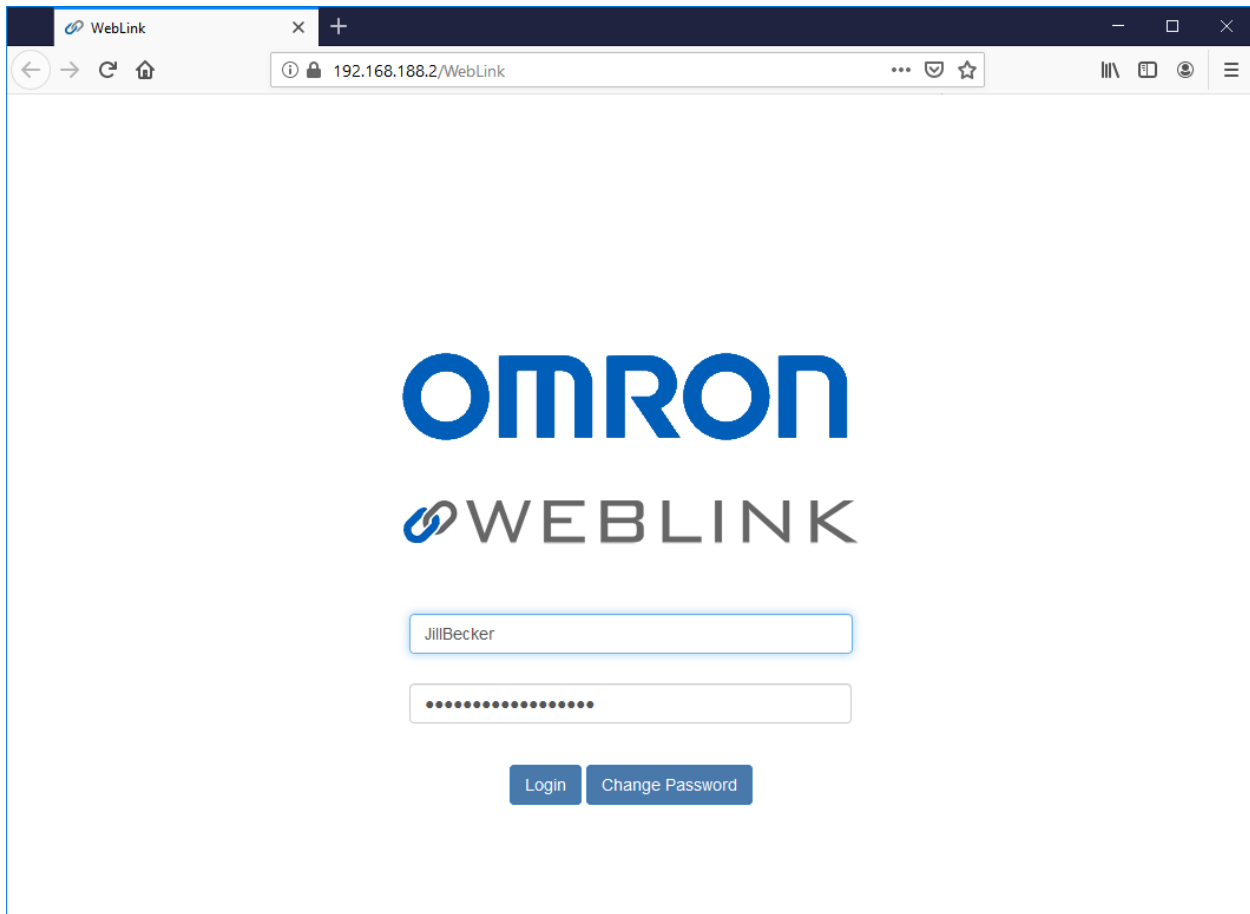 WebLink
192.168.188.2/WebLink
OMRON
WEBLINK
JillBecker
••••••••••••••••••
Login Change Password